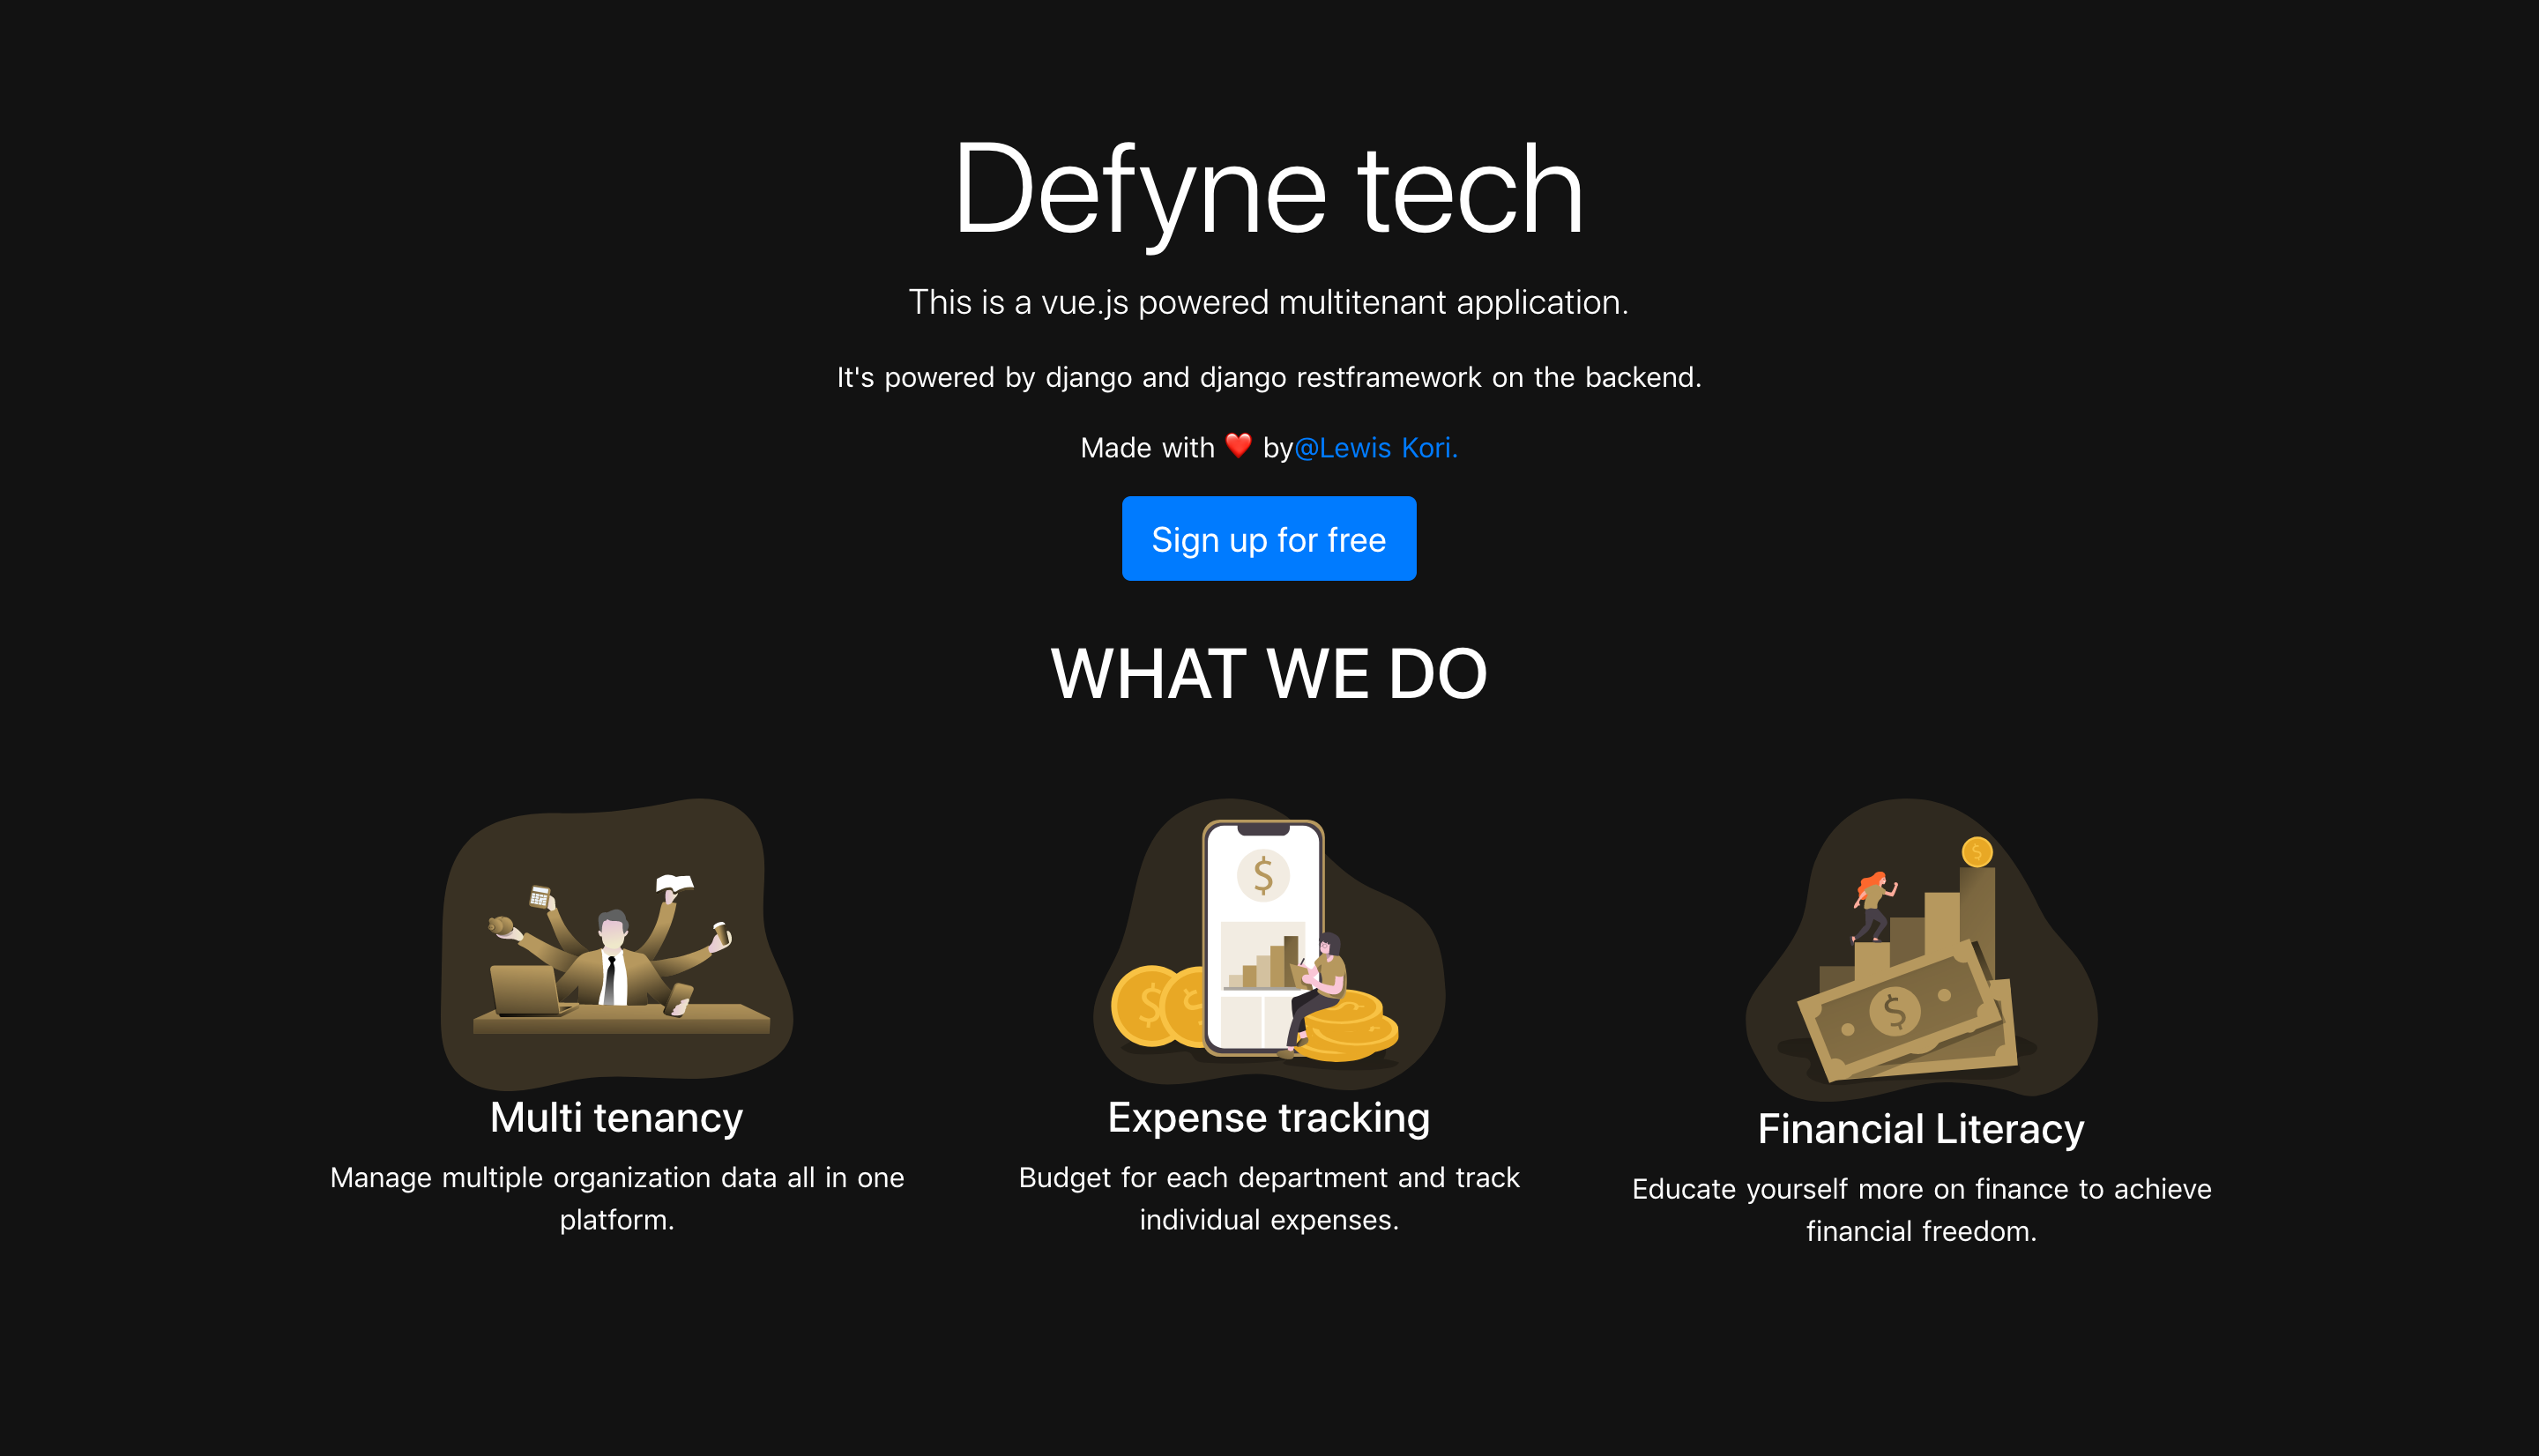 Defyne tech
This is a vue.js powered multitenant application.
It's powered by django and django restframework on the backend.
Made with ❤️ by@Lewis Kori.
Sign up for free
WHAT WE DO
Multi tenancy
Manage multiple organization data all in one
platform.
$
$
$
Expense tracking
Budget for each department and track
individual expenses.
$
$
Financial Literacy
Educate yourself more on finance to achieve
financial freedom.